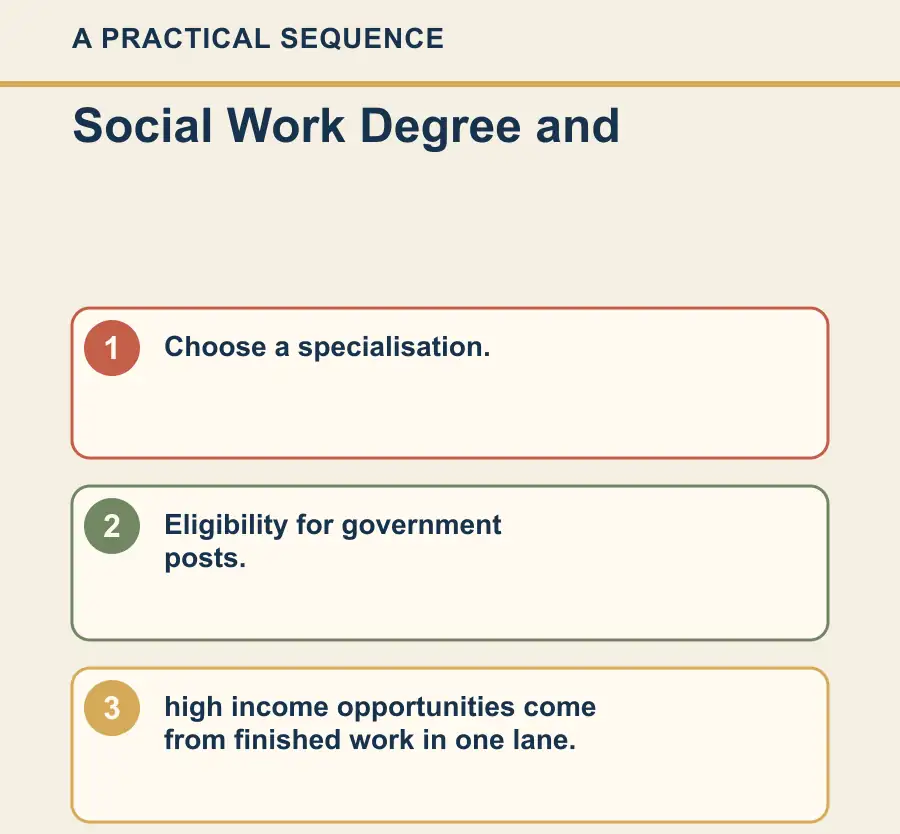 A PRACTICAL SEQUENCE
Social Work Degree and
1
Choose a specialisation.
2
Eligibility for government
posts.
3
high income opportunities come
from finished work in one lane.